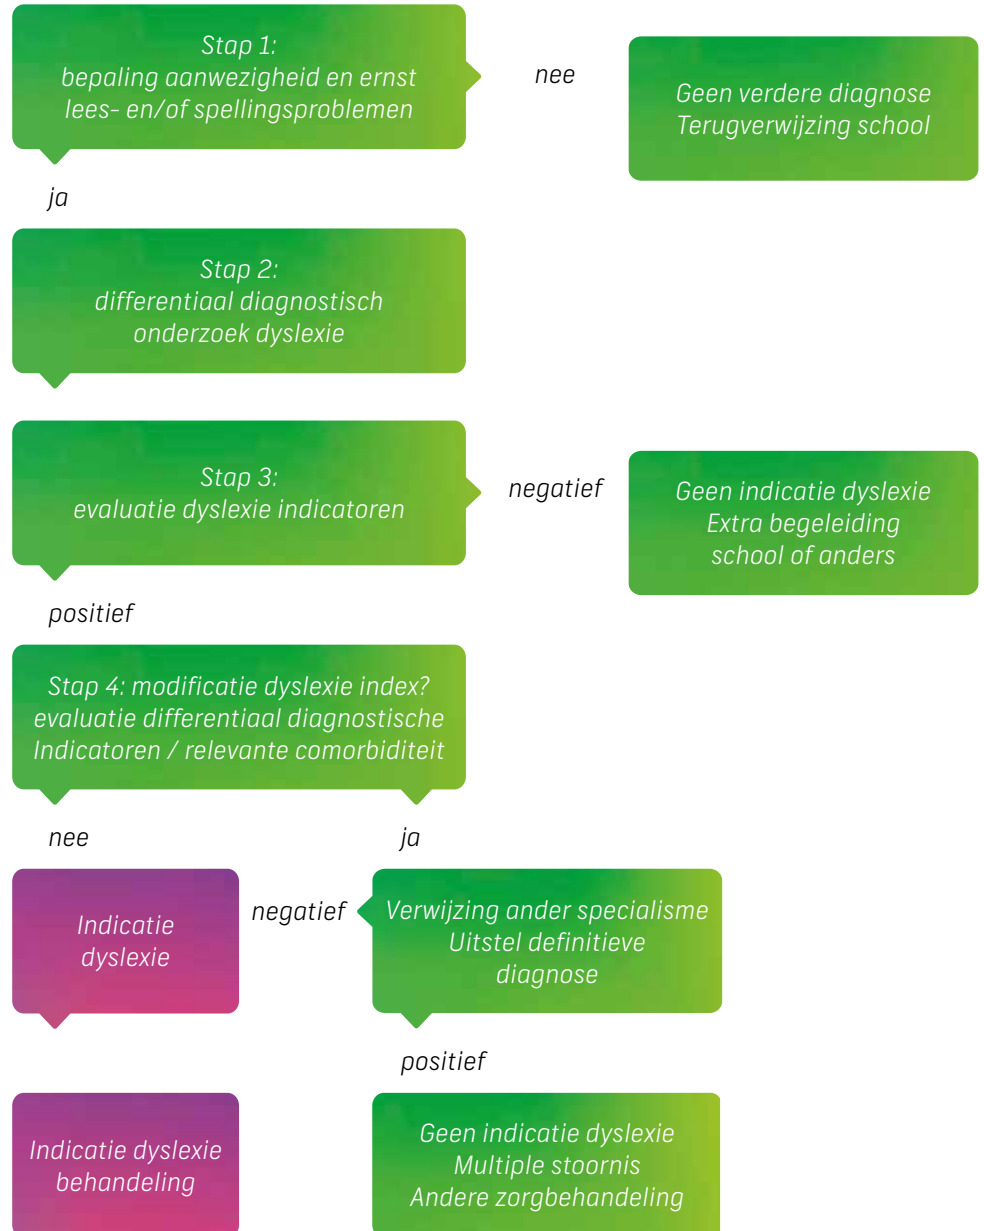 Stap 1:
bepaling aanwezigheid en ernst
lees- en/of spellingsproblemen
nee
Geen verdere diagnose
Terugverwijzing school
ja
Stap 2:
differentiaal diagnostisch
onderzoek dyslexie
Stap 3:
evaluatie dyslexie indicatoren
negatief
Geen indicatie dyslexie
Extra begeleiding
school of anders
positief
Stap 4: modificatie dyslexie index?
evaluatie differentiaal diagnostische
Indicatoren / relevante comorbiditeit
nee
ja
Indicatie
dyslexie
negatief
Verwijzing ander specialisme
Uitstel definitieve
diagnose
positief
Indicatie dyslexie
behandeling
Geen indicatie dyslexie
Multiple stoornis
Andere zorgbehandeling